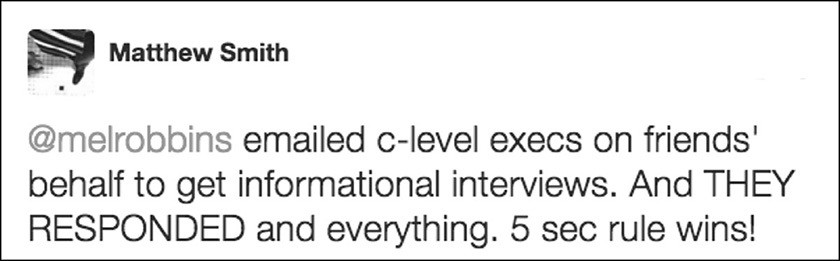 Matthew Smith
@melrobbins emailed c-level execs on friends'
behalf to get informational interviews. And THEY
RESPONDED and everything. 5 sec rule wins!